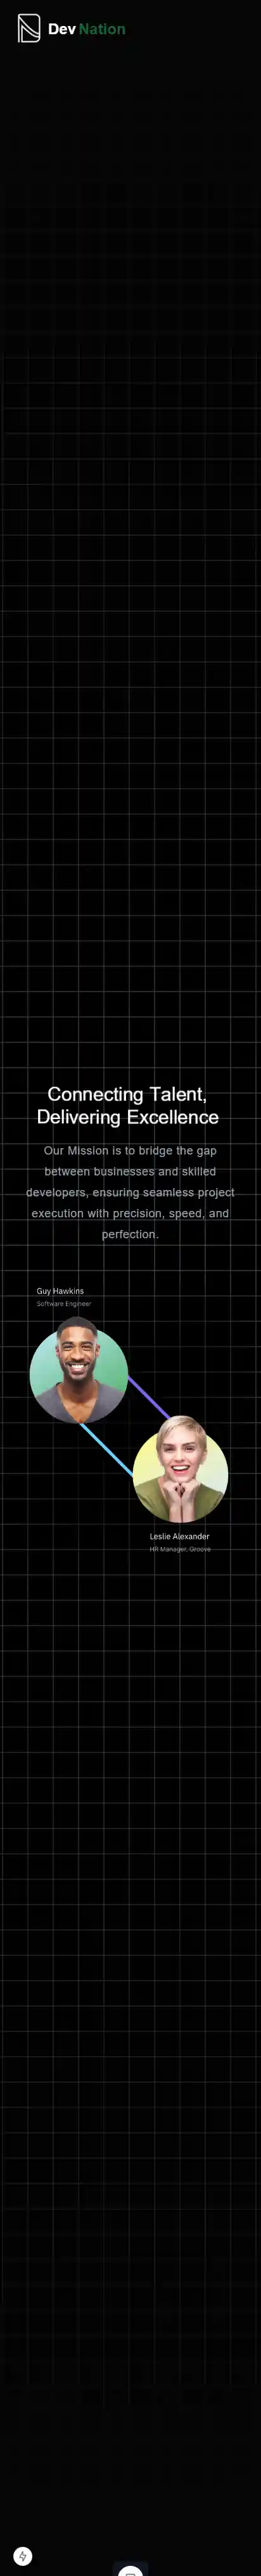 Dev Nation
Connecting Talent,
Delivering Excellence
Our Mission is to bridge the gap
between businesses and skilled
developers, ensuring seamless project
execution with precision, speed, and
perfection.
Guy Hawkins
Software Engineer
Leslie Alexander
HR Manager, Groove